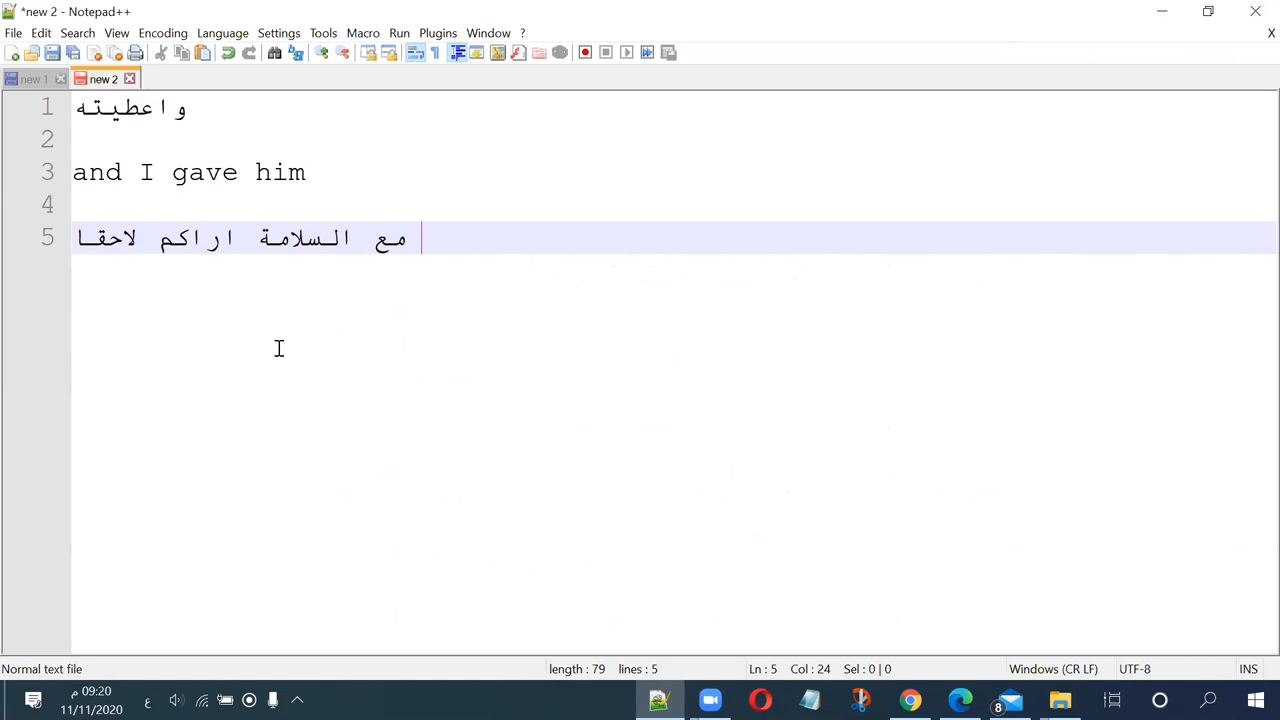 *new 2 - Notepad++
File Edit Search View Encoding Language Settings Tools Macro Run Plugins Window ? X
new 1 new 2
1 واعطيته
2
3 and I gave him
4
5 مع السلامة اراكم لاحقا
Normal text file length : 79 lines : 5 Ln : 5 Col : 24 Sel : 0 | 0 Windows (CR LF) UTF-8 INS
09:20 م
11/11/2020
ع
8